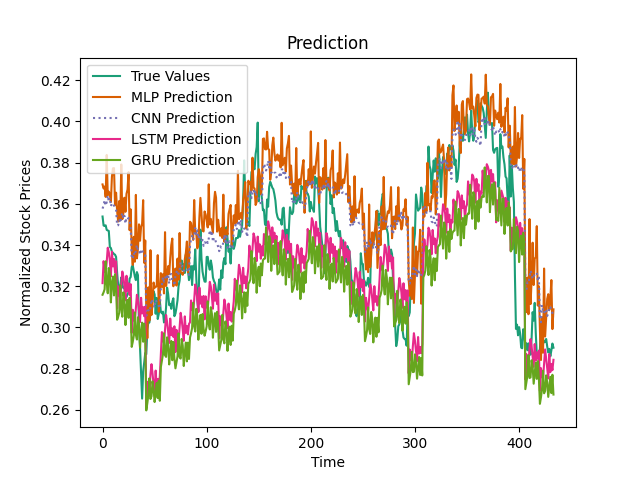 Prediction
True Values
MLP Prediction
CNN Prediction
LSTM Prediction
GRU Prediction
Normalized Stock Prices
0.42
0.40
0.38
0.36
0.34
0.32
0.30
0.28
0.26
0 100 200 300 400
Time